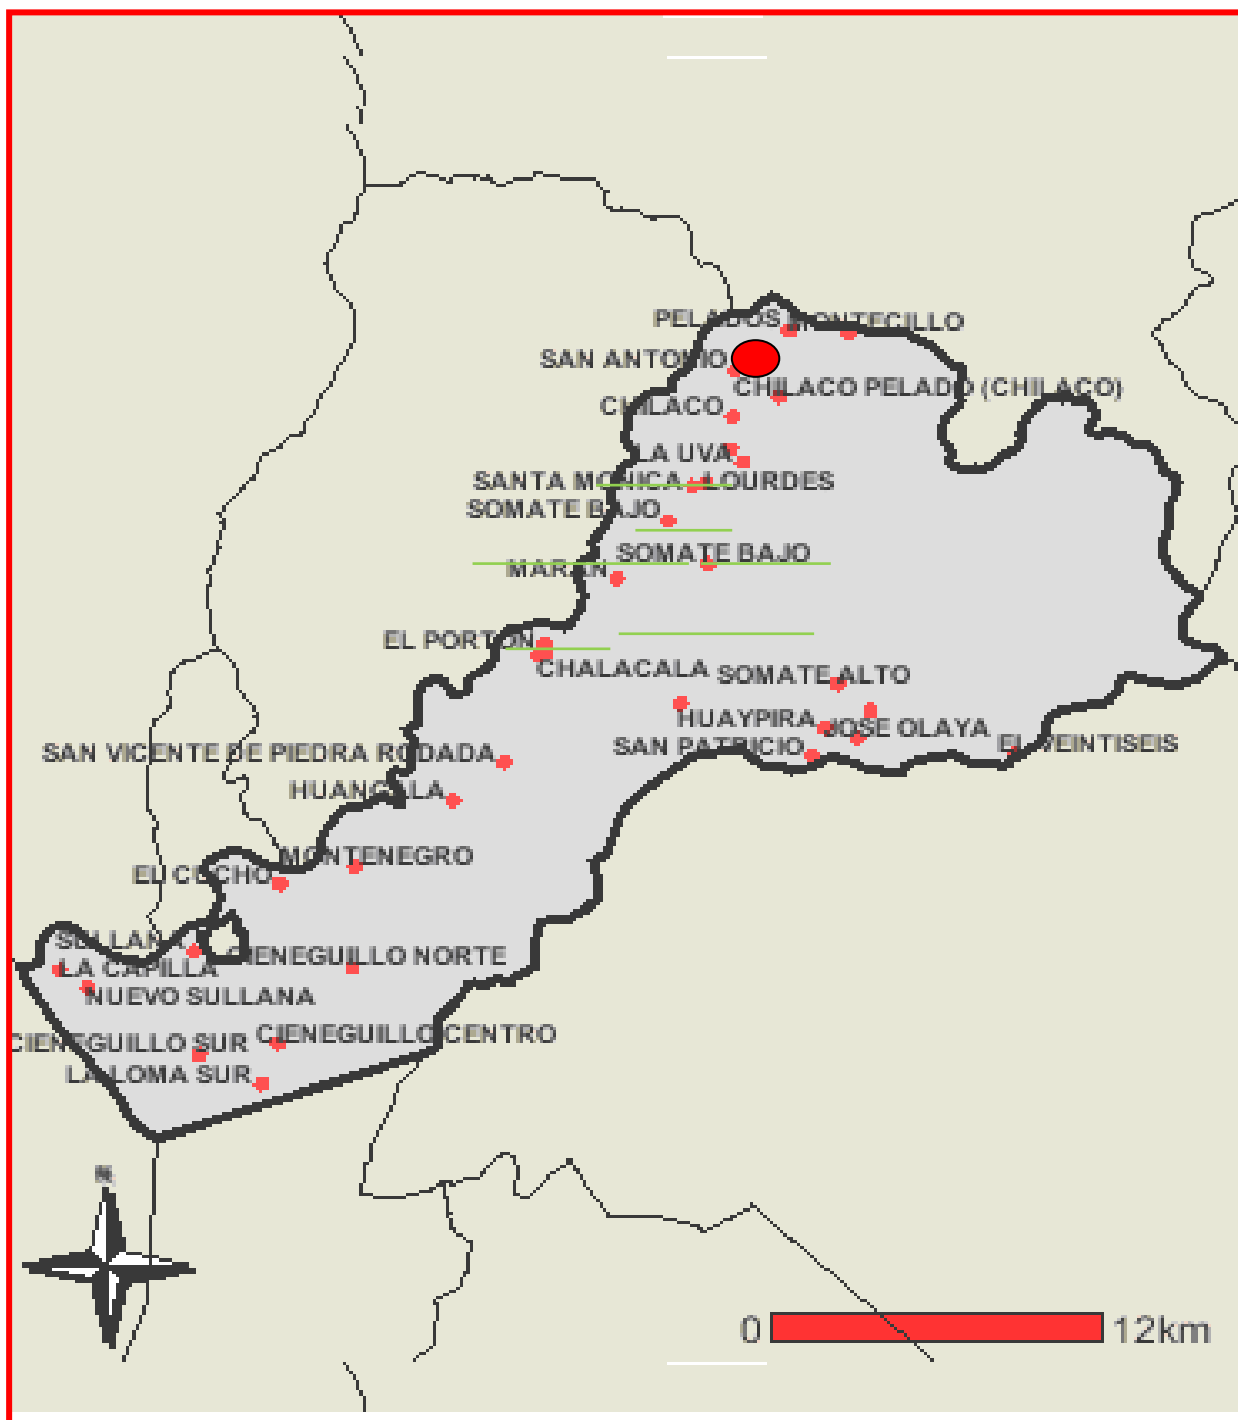 PELADOS MONTECILLO
SAN ANTONIO
CHILACO PELADO (CHILACO)
CHILACO
LA UVA
SANTA MONICA LOURDES
SOMATE BAJO
SOMATE BAJO
MARAN
EL PORTON
CHALACALA
SOMATE ALTO
HUAYPIRA
JOSE OLAYA
SAN PATRICIO
EL VEINTISEIS
SAN VICENTE DE PIEDRA RODADA
HUANGALA
MONTENEGRO
EL CUCHO
SULLANA
CIENEGUILLO NORTE
LA CAPILLA
NUEVO SULLANA
CIENEGUILLO CENTRO
CIENEGUILLO SUR
LA LOMA SUR
N
0 12km